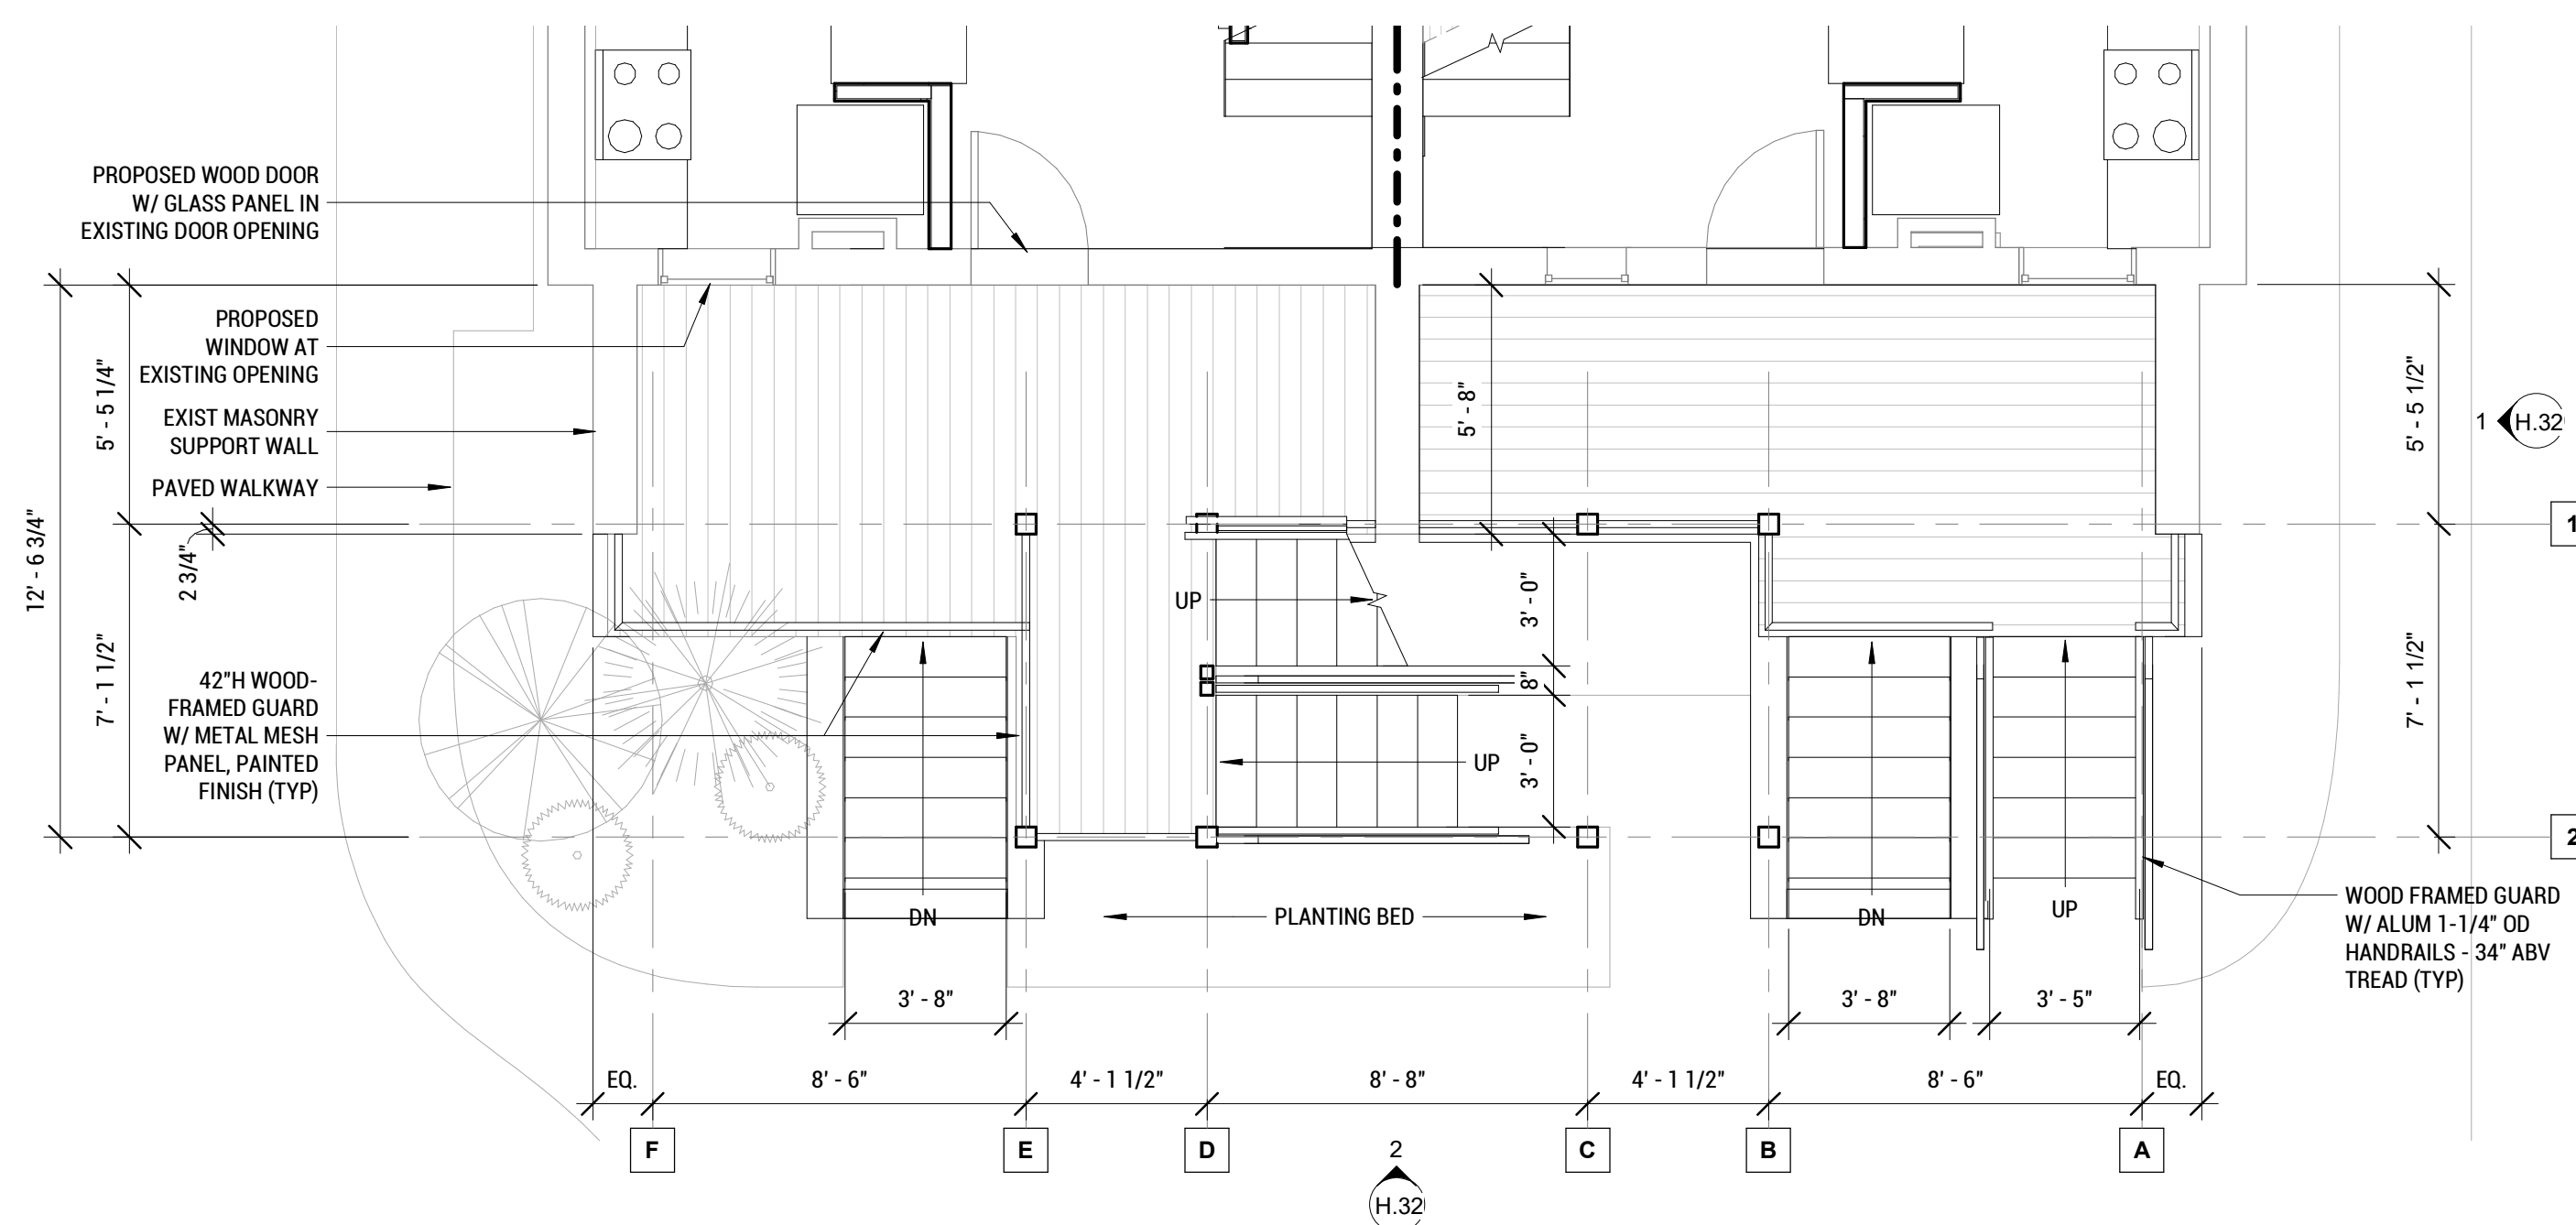 PROPOSED WOOD DOOR
W/ GLASS PANEL IN
EXISTING DOOR OPENING
PROPOSED
WINDOW AT
EXISTING OPENING
EXIST MASONRY
SUPPORT WALL
PAVED WALKWAY
42"H WOOD-
FRAMED GUARD
W/ METAL MESH
PANEL, PAINTED
FINISH (TYP)
12' - 6 3/4"
5' - 5 1/4"
2 3/4"
7' - 1 1/2"
UP
UP
5' - 8"
3' - 0"
8"
3' - 0"
DN
PLANTING BED
DN
UP
5' - 5 1/2"
7' - 1 1/2"
1
H.32
1
2
WOOD FRAMED GUARD
W/ ALUM 1-1/4" OD
HANDRAILS - 34" ABV
TREAD (TYP)
3' - 8"
3' - 8"
3' - 5"
EQ.
8' - 6"
4' - 1 1/2"
8' - 8"
4' - 1 1/2"
8' - 6"
EQ.
F
E
D
C
B
A
2
H.32